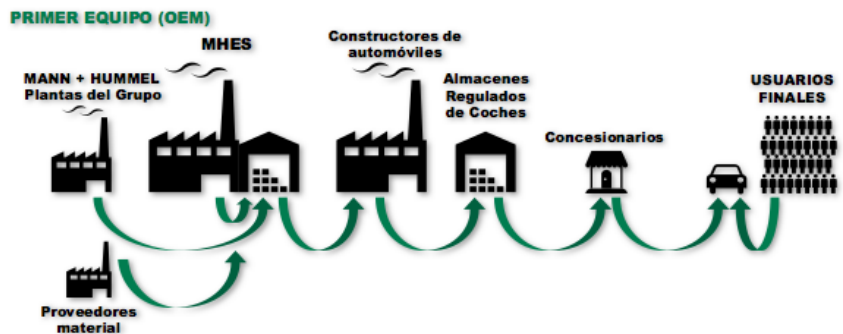 PRIMER EQUIPO (OEM)
MHES
MANN + HUMMEL
Plantas del Grupo
Constructores de
automóviles
Almacenes
Regulados
de Coches
Concesionarios
USUARIOS
FINALES
Proveedores
material